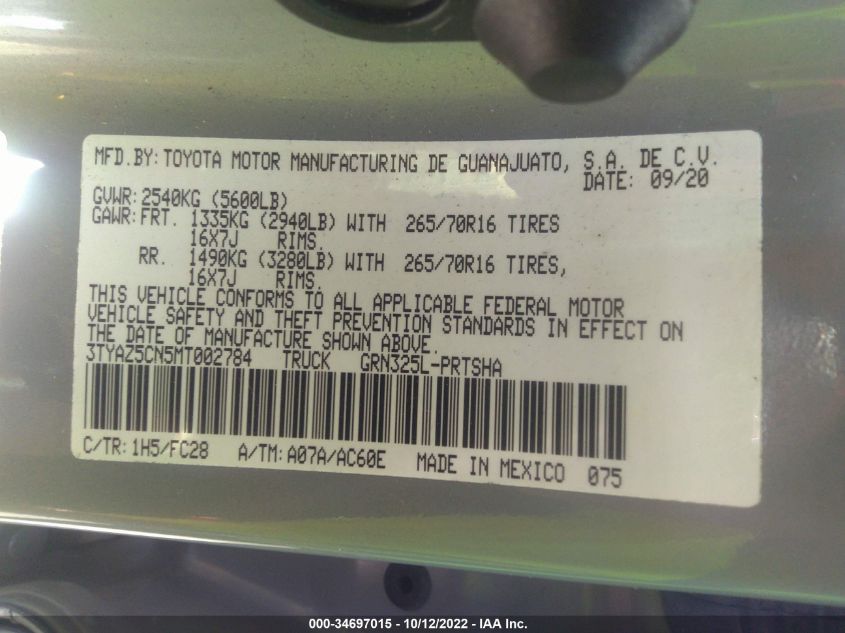 MFD.BY: TOYOTA MOTOR MANUFACTURING DE GUANAJUATO, S.A. DE C.V.
DATE: 09/20
GVWR: 2540KG (5600LB)
GAWR: FRT. 1335KG (2940LB) WITH 265/70R16 TIRES
16X7J RIMS.
RR. 1490KG (3280LB) WITH 265/70R16 TIRES,
16X7J RIMS.
THIS VEHICLE CONFORMS TO ALL APPLICABLE FEDERAL MOTOR
VEHICLE SAFETY AND THEFT PREVENTION STANDARDS IN EFFECT ON
THE DATE OF MANUFACTURE SHOWN ABOVE.
3TYAZ5CN5MT002784 TRUCK GRN325L-PRTSHA
C/TR: 1H5/FC28 A/TM: A07A/AC60E MADE IN MEXICO 075
000-34697015 - 10/12/2022 - IAA Inc.